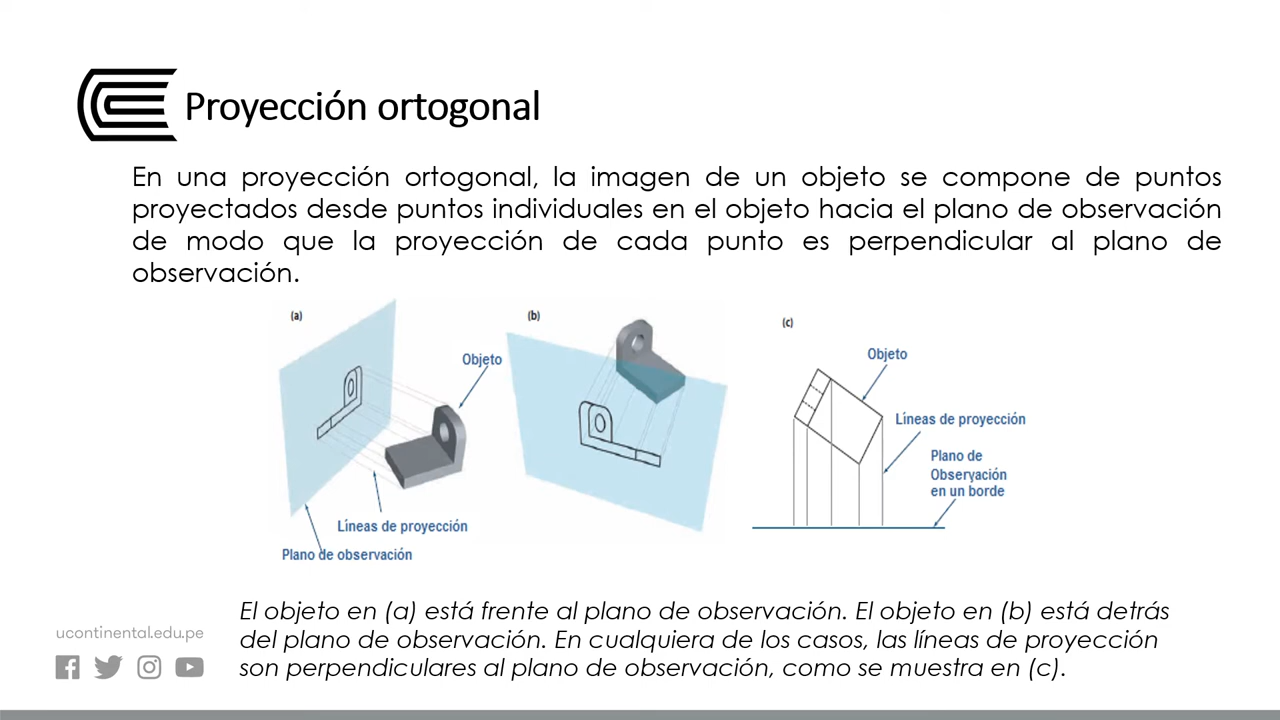 Proyección ortogonal
En una proyección ortogonal, la imagen de un objeto se compone de puntos
proyectados desde puntos individuales en el objeto hacia el plano de observación
de modo que la proyección de cada punto es perpendicular al plano de
observación.
(a)
Objeto
Líneas de proyección
Plano de observación
(b)
(c)
Objeto
Líneas de proyección
Plano de
Observación
en un borde
El objeto en (a) está frente al plano de observación. El objeto en (b) está detrás
del plano de observación. En cualquiera de los casos, las líneas de proyección
son perpendiculares al plano de observación, como se muestra en (c).
ucontinental.edu.pe